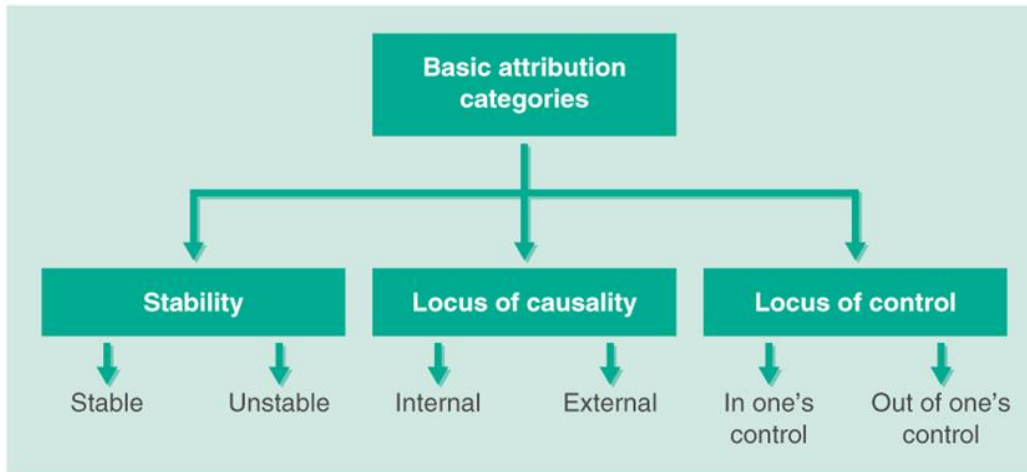 Basic attribution
categories
Stability
Locus of causality
Locus of control
Stable
Unstable
Internal
External
In one's
control
Out of one's
control